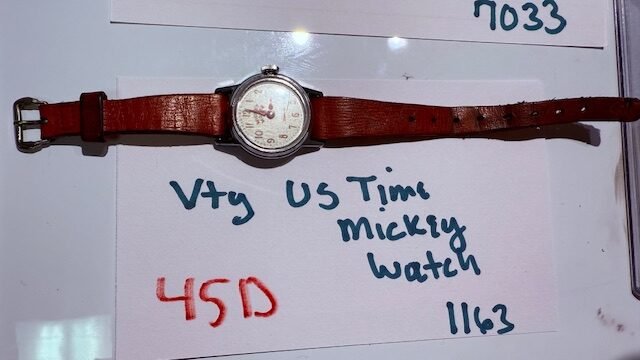 7033
Vtg US Time
Mickey
Watch
45D
1163